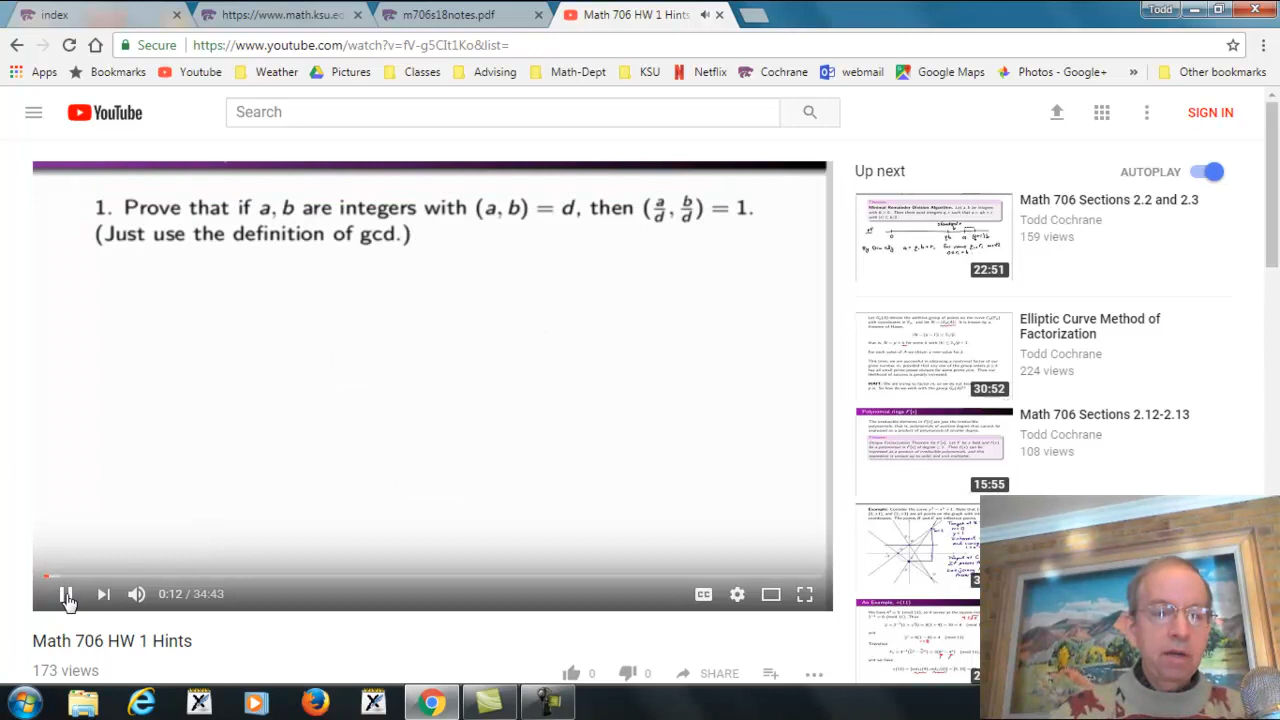 index
https://www.math.ksu.ec
m706s18notes.pdf
Math 706 HW 1 Hints
Todd
Secure
https://www.youtube.com/watch?v=fV-g5CIt1Ko&list=
Apps
Bookmarks
Youtube
Weather
Pictures
Classes
Advising
Math-Dept
KSU
Netflix
Cochrane
webmail
Google Maps
Photos - Google+
»
Other bookmarks
YouTube
Search
SIGN IN
1. Prove that if a, b are integers with (a, b) = d, then (a/d, b/d) = 1.
(Just use the definition of gcd.)
0:12 / 34:43
CC
Math 706 HW 1 Hints
173 views
0
0
SHARE
Up next
AUTOPLAY
Math 706 Sections 2.2 and 2.3
Todd Cochrane
159 views
22:51
Elliptic Curve Method of
Factorization
Todd Cochrane
224 views
30:52
Math 706 Sections 2.12-2.13
Todd Cochrane
108 views
15:55